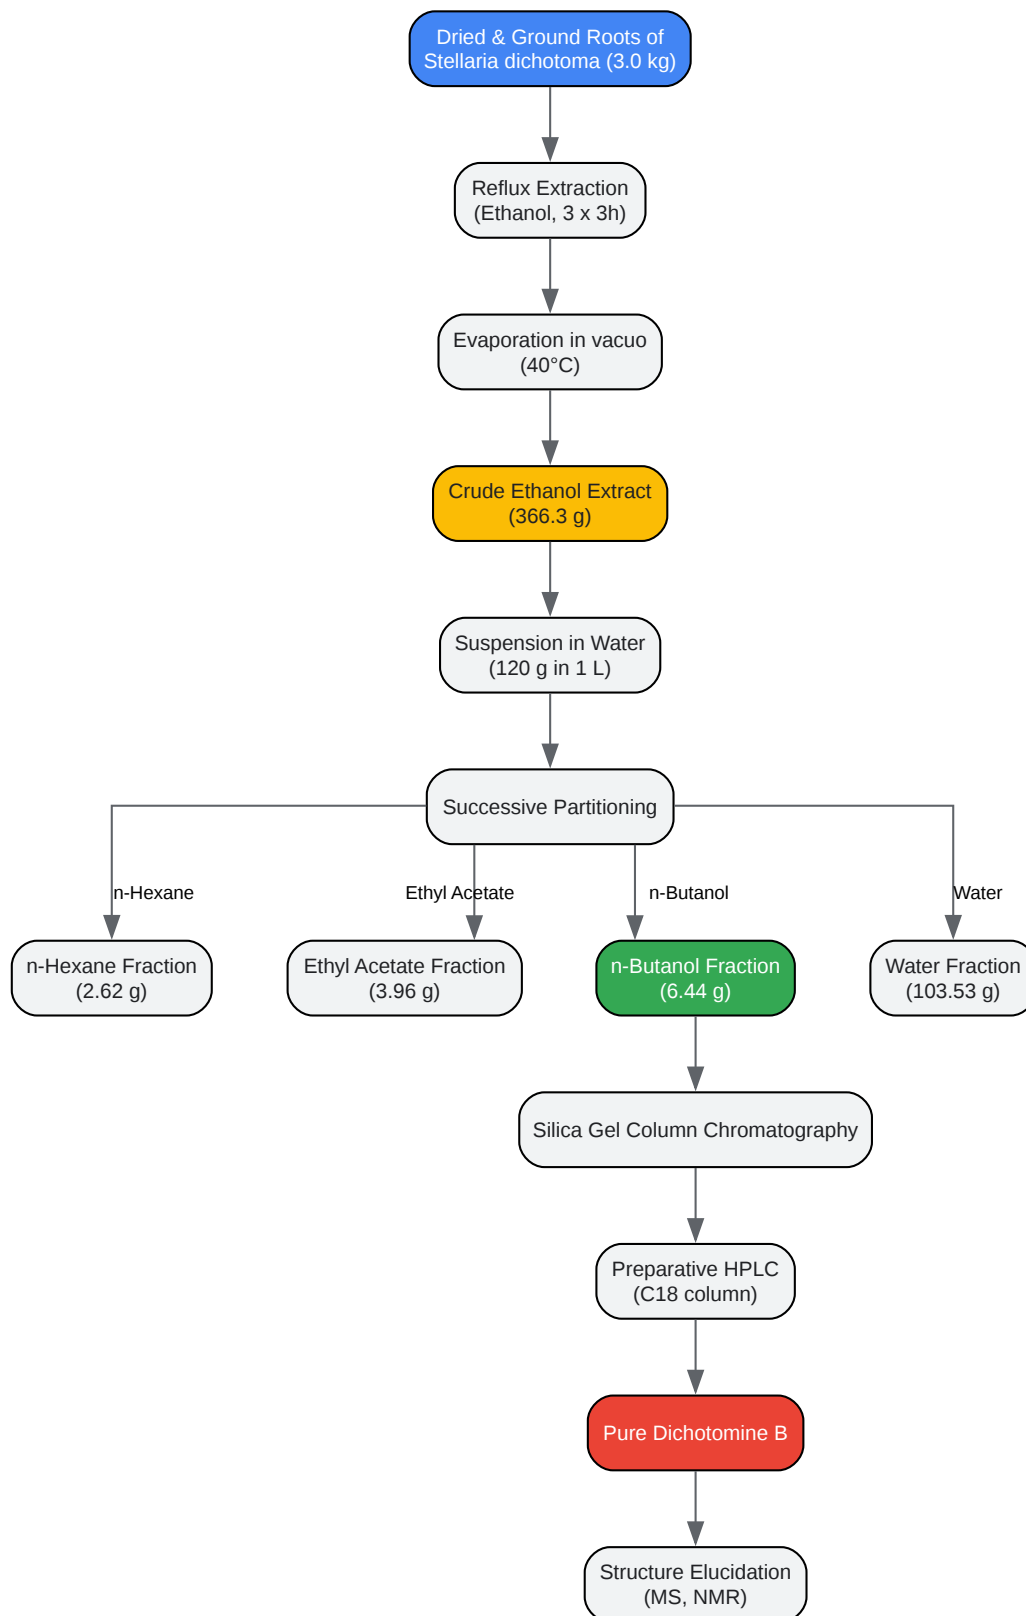 Dried & Ground Roots of
Stellaria dichotoma (3.0 kg)
Reflux Extraction
(Ethanol, 3 x 3h)
Evaporation in vacuo
(40°C)
Crude Ethanol Extract
(366.3 g)
Suspension in Water
(120 g in 1 L)
Successive Partitioning
n-Hexane
Ethyl Acetate
n-Butanol
Water
n-Hexane Fraction
(2.62 g)
Ethyl Acetate Fraction
(3.96 g)
n-Butanol Fraction
(6.44 g)
Water Fraction
(103.53 g)
Silica Gel Column Chromatography
Preparative HPLC
(C18 column)
Pure Dichotomine B
Structure Elucidation
(MS, NMR)